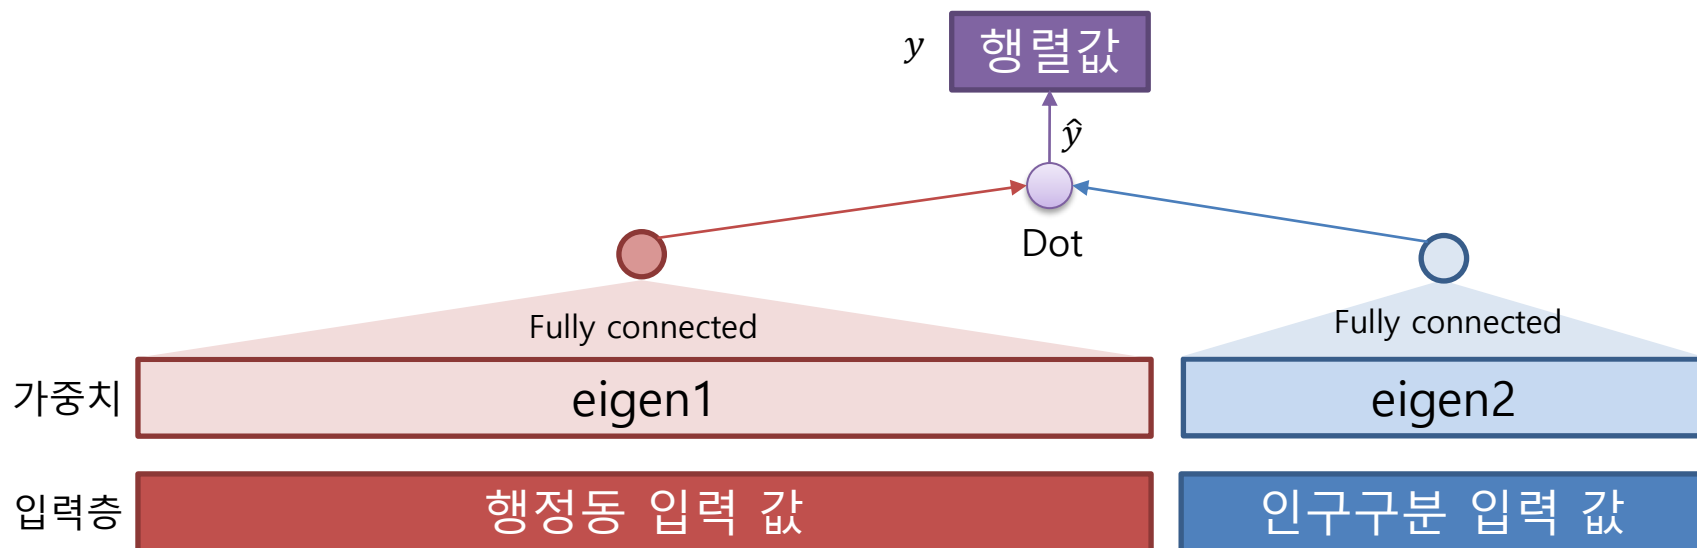 y 행렬값
ŷ
Dot
Fully connected
Fully connected
가중치 eigen1 eigen2
입력층 행정동 입력 값 인구구분 입력 값